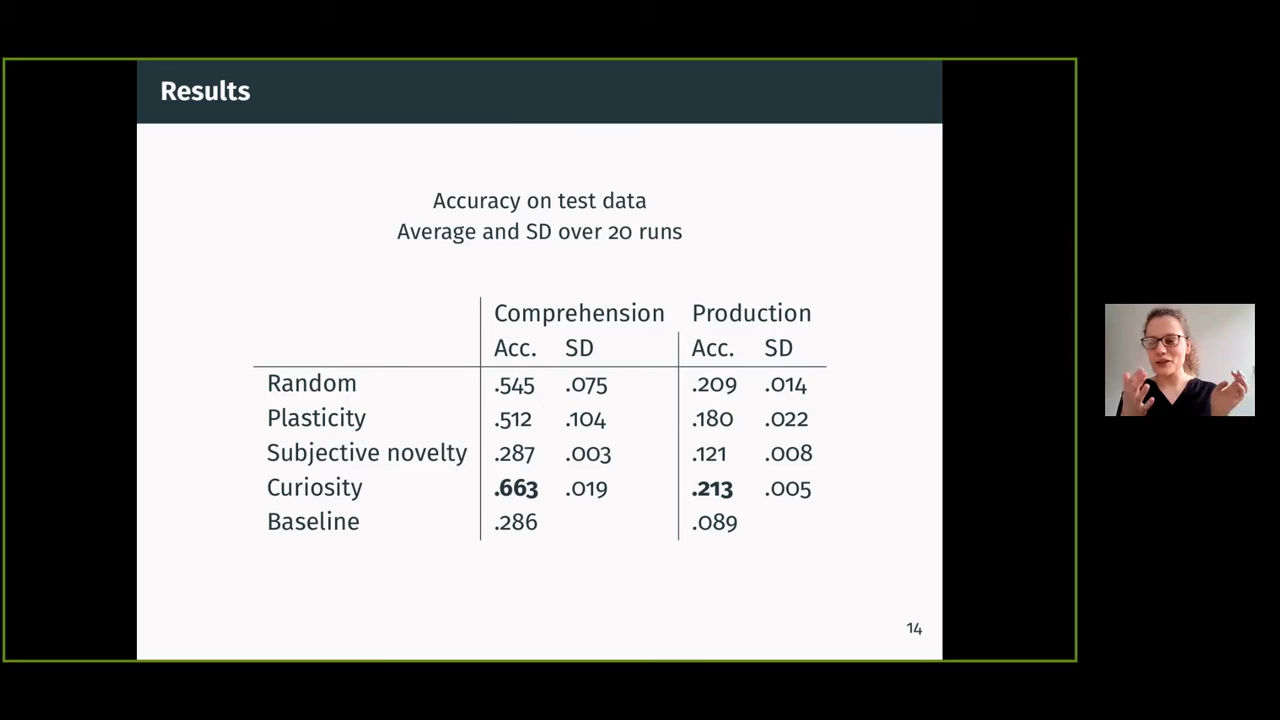 Results
Accuracy on test data
Average and SD over 20 runs
Comprehension Production
Acc. SD Acc. SD
Random .545 .075 .209 .014
Plasticity .512 .104 .180 .022
Subjective novelty .287 .003 .121 .008
Curiosity .663 .019 .213 .005
Baseline .286 .089
14